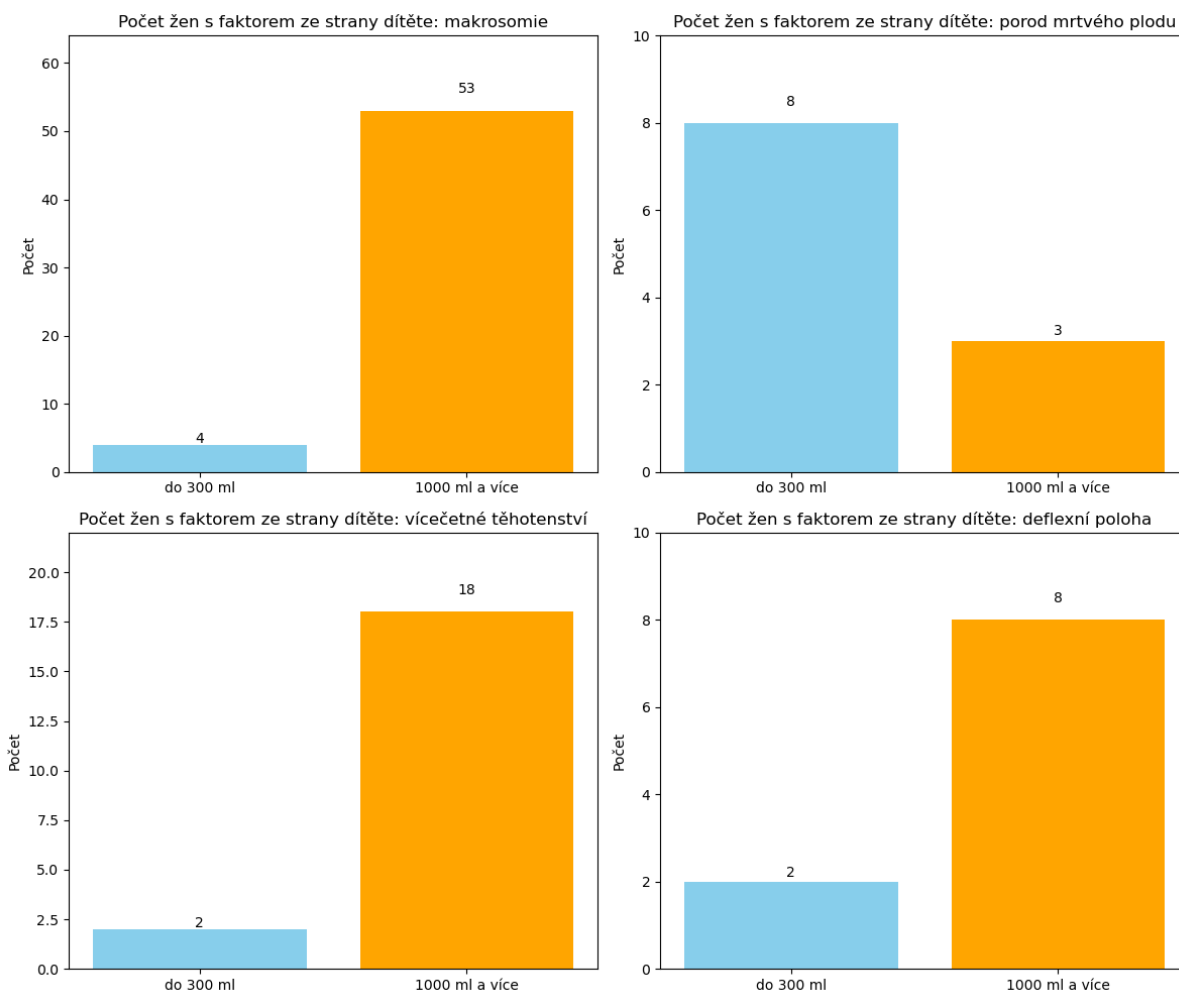 Počet žen s faktorem ze strany dítěte: makrosomie
60
50
40
30
20
10
0
Počet
4
53
do 300 ml
1000 ml a více
Počet žen s faktorem ze strany dítěte: porod mrtvého plodu
10
8
6
4
2
0
Počet
8
3
do 300 ml
1000 ml a více
Počet žen s faktorem ze strany dítěte: vícečetné těhotenství
20.0
17.5
15.0
12.5
10.0
7.5
5.0
2.5
0.0
Počet
2
18
do 300 ml
1000 ml a více
Počet žen s faktorem ze strany dítěte: deflexní poloha
10
8
6
4
2
0
Počet
2
8
do 300 ml
1000 ml a více